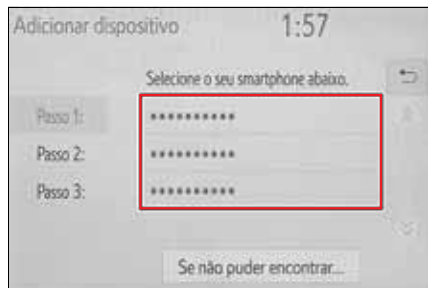 Adicionar dispositivo 1:57
Selecione o seu smartphone abaixo.
Passo 1: **********
Passo 2: **********
Passo 3: **********
Se não puder encontrar...